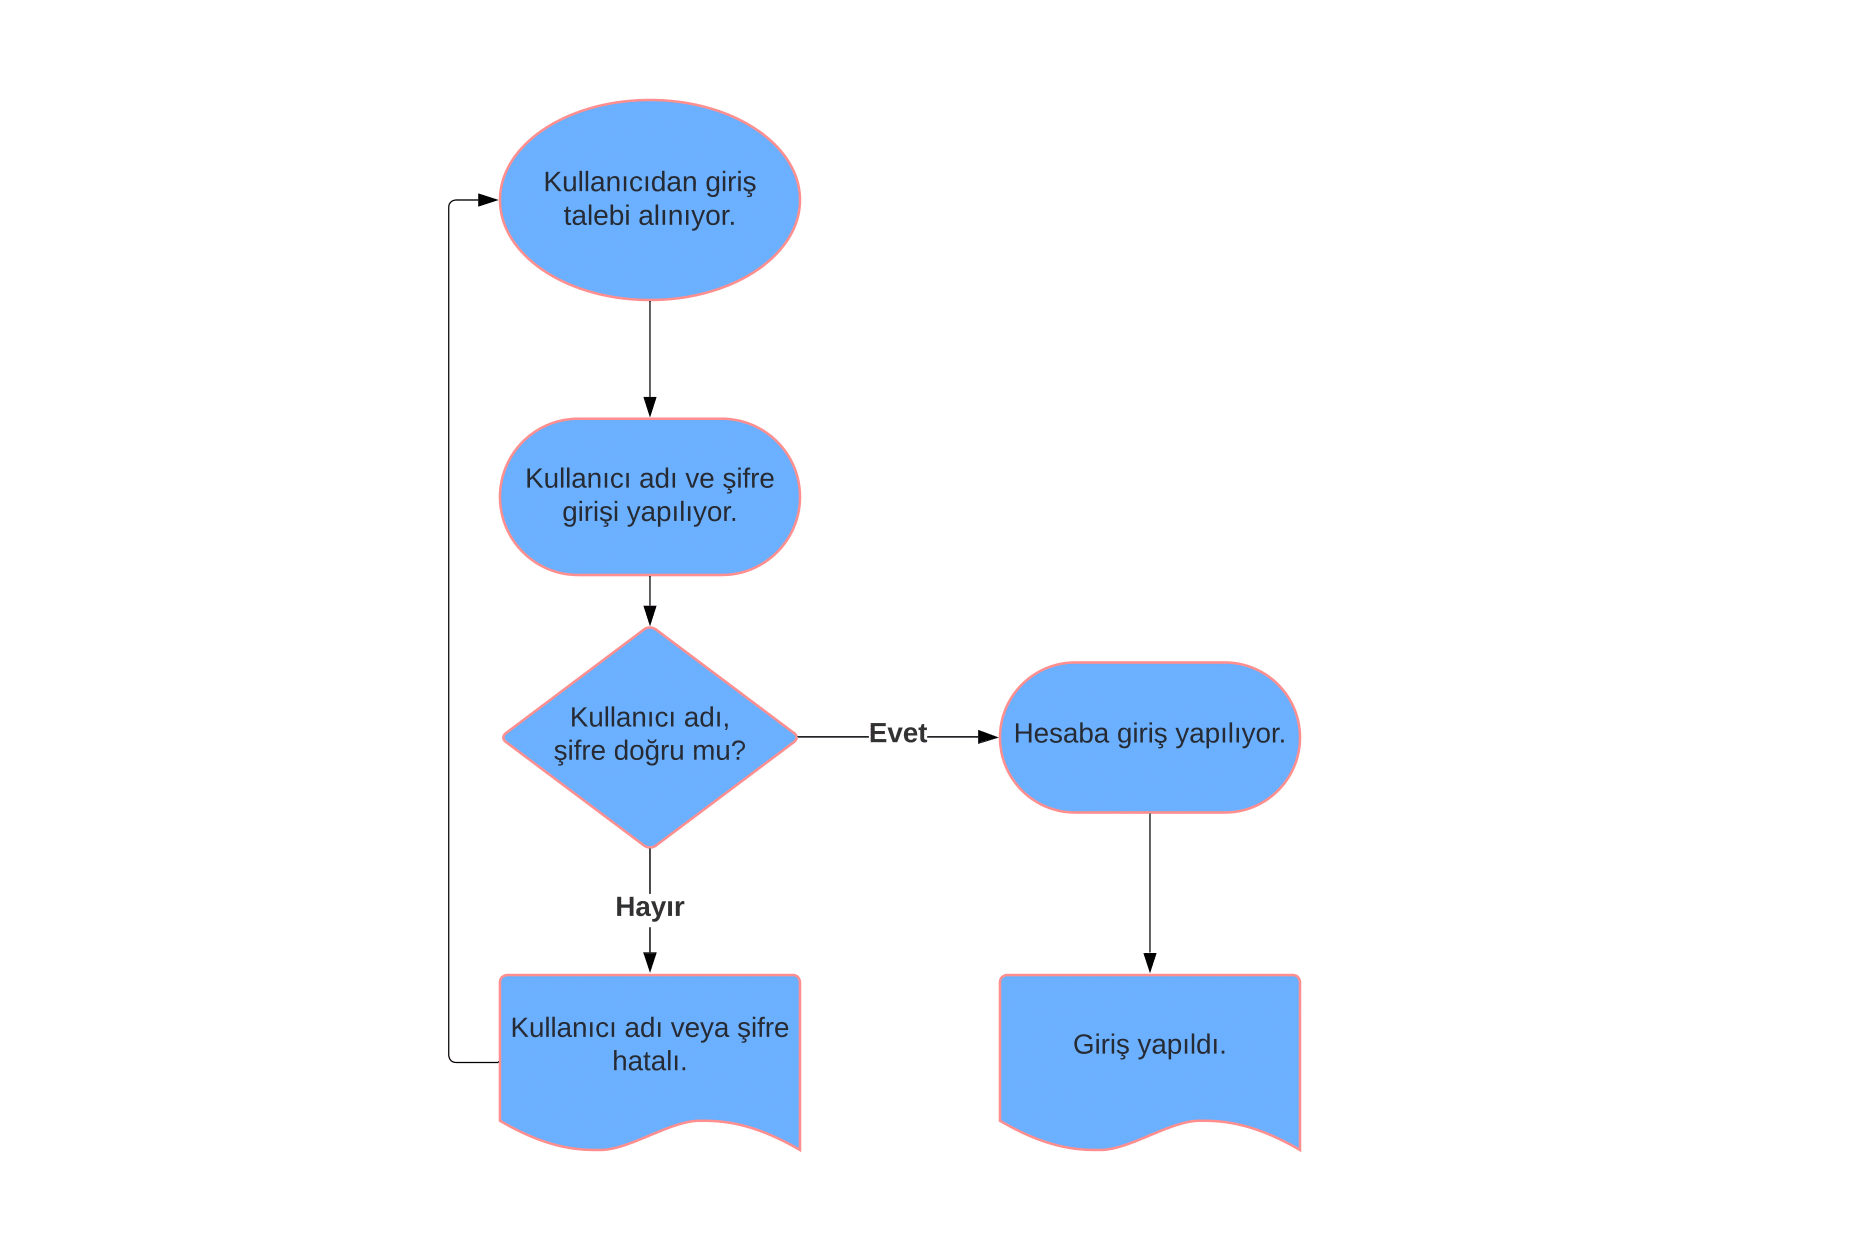 Kullanıcıdan giriş
talebi alınıyor.
Kullanıcı adı ve şifre
girişi yapılıyor.
Kullanıcı adı,
şifre doğru mu?
Evet
Hesaba giriş yapılıyor.
Hayır
Kullanıcı adı veya şifre
hatalı.
Giriş yapıldı.